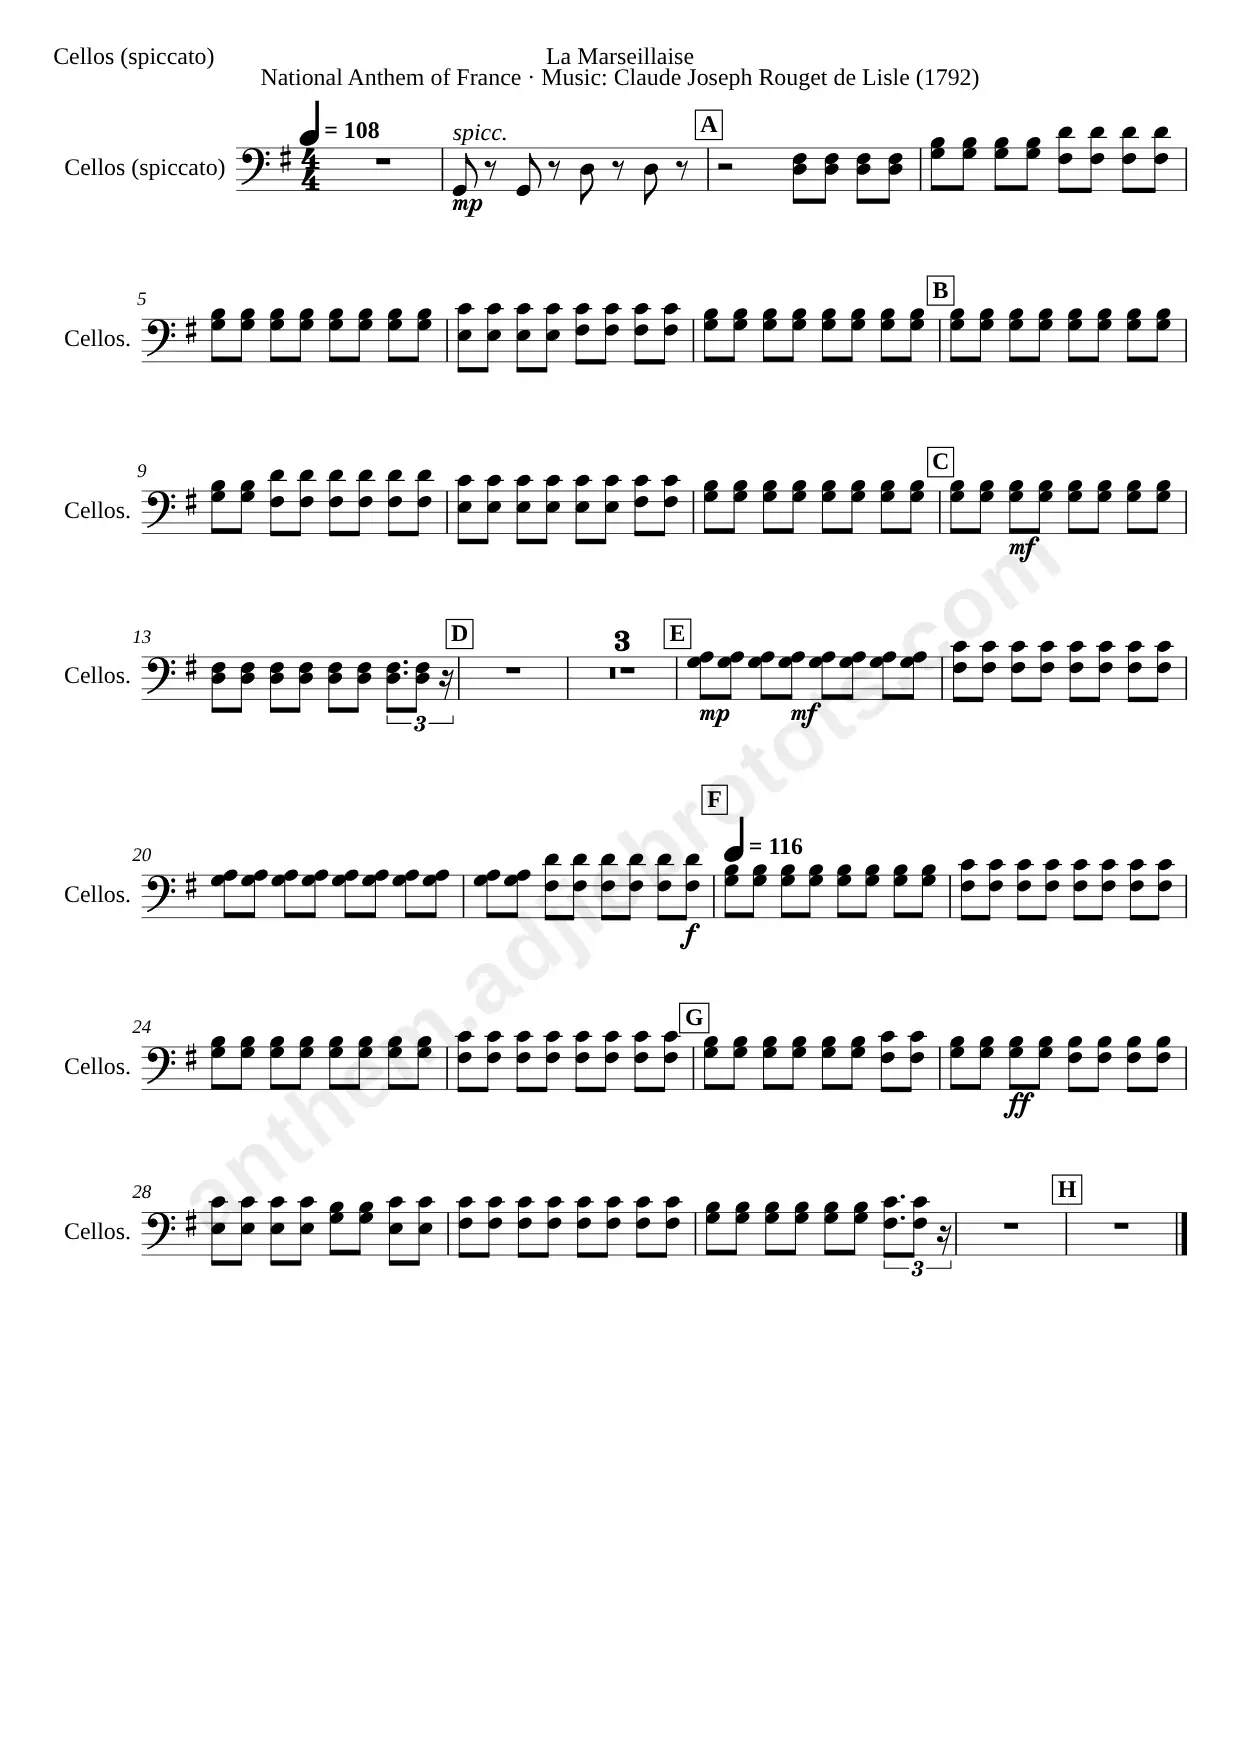 Cellos (spiccato)
La Marseillaise
National Anthem of France · Music: Claude Joseph Rouget de Lisle (1792)
= 108
spicc.
A
Cellos (spiccato)
4
4
mp
5
B
Cellos.
9
C
Cellos.
mf
13
D
3
E
Cellos.
3
mp
mf
F
= 116
20
Cellos.
f
24
G
Cellos.
ff
28
H
Cellos.
3
anthem.adjiebrotots.com